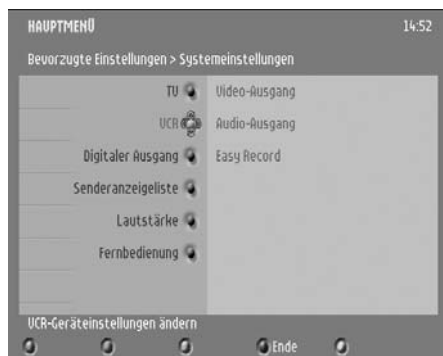 HAUPTMENÜ 14:52
Bevorzugte Einstellungen > Systemeinstellungen
TV Video-Ausgang
VCR Audio-Ausgang
Digitaler Ausgang Easy Record
Senderanzeigeliste
Lautstärke
Fernbedienung
VCR-Geräteinstellungen ändern
Ende